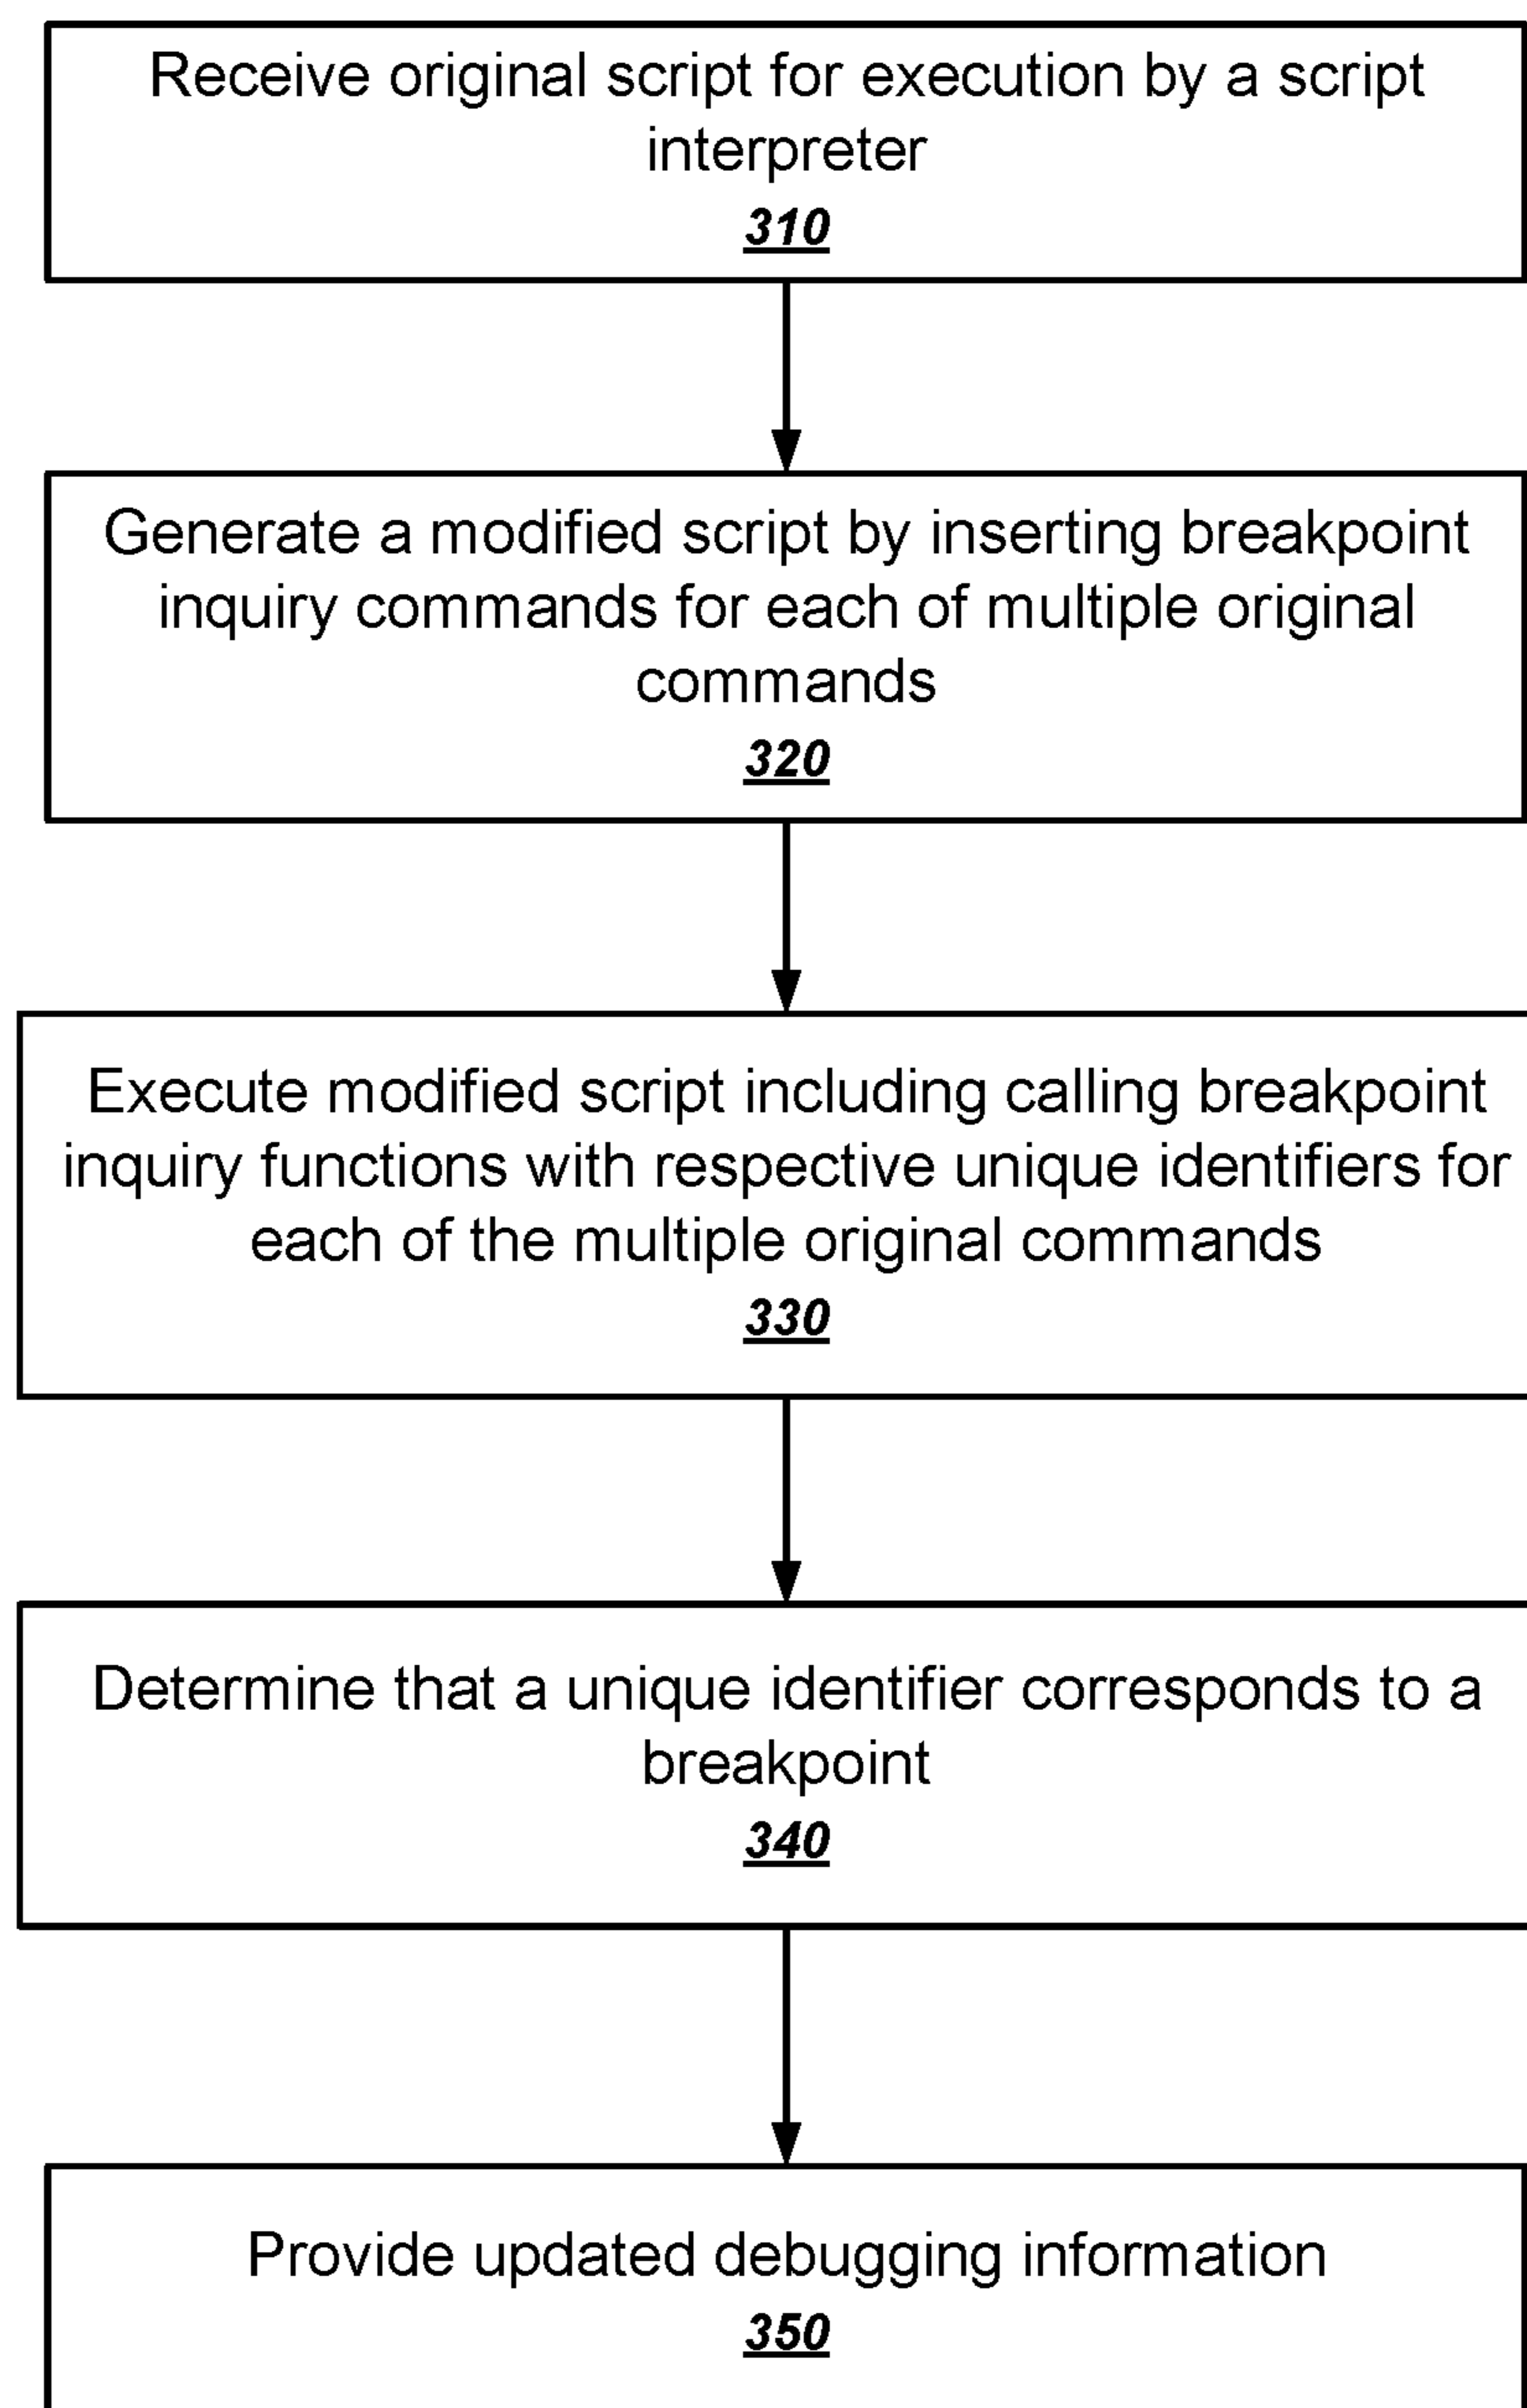 Receive original script for execution by a script
interpreter
310
Generate a modified script by inserting breakpoint
inquiry commands for each of multiple original
commands
320
Execute modified script including calling breakpoint
inquiry functions with respective unique identifiers for
each of the multiple original commands
330
Determine that a unique identifier corresponds to a
breakpoint
340
Provide updated debugging information
350